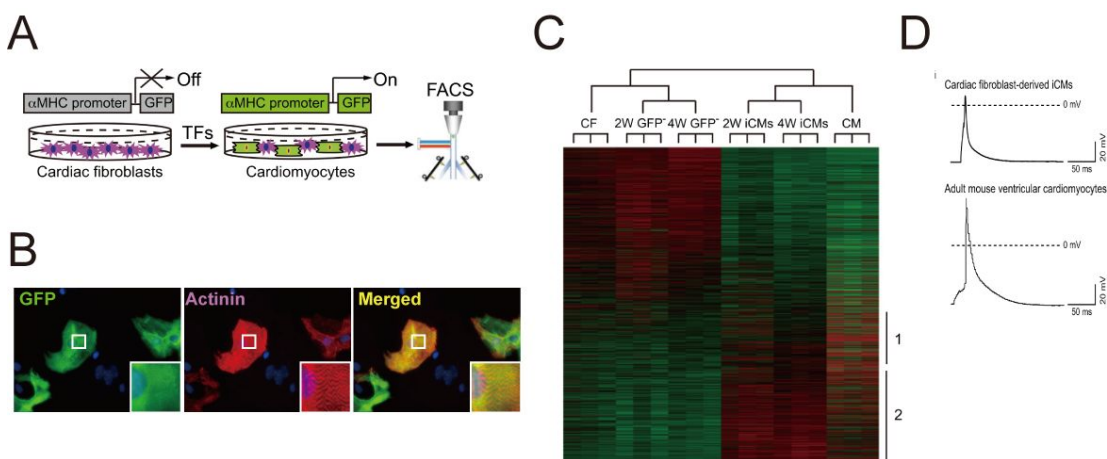 A
Off
αMHC promoter
GFP
Cardiac fibroblasts
TFs
On
αMHC promoter
GFP
Cardiomyocytes
FACS
B
GFP
Actinin
Merged
C
CF
2W GFP-
4W GFP-
2W iCMs
4W iCMs
CM
1
2
D
i
Cardiac fibroblast-derived iCMs
0 mV
20 mV
50 ms
Adult mouse ventricular cardiomyocytes
0 mV
20 mV
50 ms